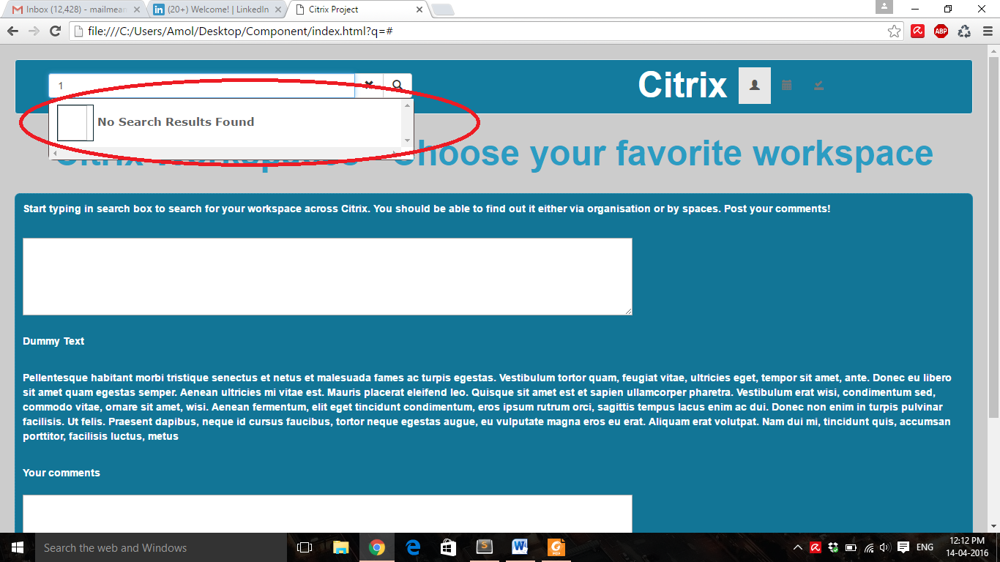 Inbox (12,428) - mailmean
(20+) Welcome! | LinkedIn
Citrix Project
file:///C:/Users/Amol/Desktop/Component/index.html?q=#
ABP
1
Citrix
No Search Results Found
Choose your favorite workspace
Start typing in search box to search for your workspace across Citrix. You should be able to find out it either via organisation or by spaces. Post your comments!
Dummy Text
Pellentesque habitant morbi tristique senectus et netus et malesuada fames ac turpis egestas. Vestibulum tortor quam, feugiat vitae, ultricies eget, tempor sit amet, ante. Donec eu libero
sit amet quam egestas semper. Aenean ultricies mi vitae est. Mauris placerat eleifend leo. Quisque sit amet est et sapien ullamcorper pharetra. Vestibulum erat wisi, condimentum sed,
commodo vitae, ornare sit amet, wisi. Aenean fermentum, elit eget tincidunt condimentum, eros ipsum rutrum orci, sagittis tempus lacus enim ac dui. Donec non enim in turpis pulvinar
facilisis. Ut felis. Praesent dapibus, neque id cursus faucibus, tortor neque egestas augue, eu vulputate magna eros eu erat. Aliquam erat volutpat. Nam dui mi, tincidunt quis, accumsan
porttitor, facilisis luctus, metus
Your comments
Search the web and Windows
ENG
12:12 PM
14-04-2016